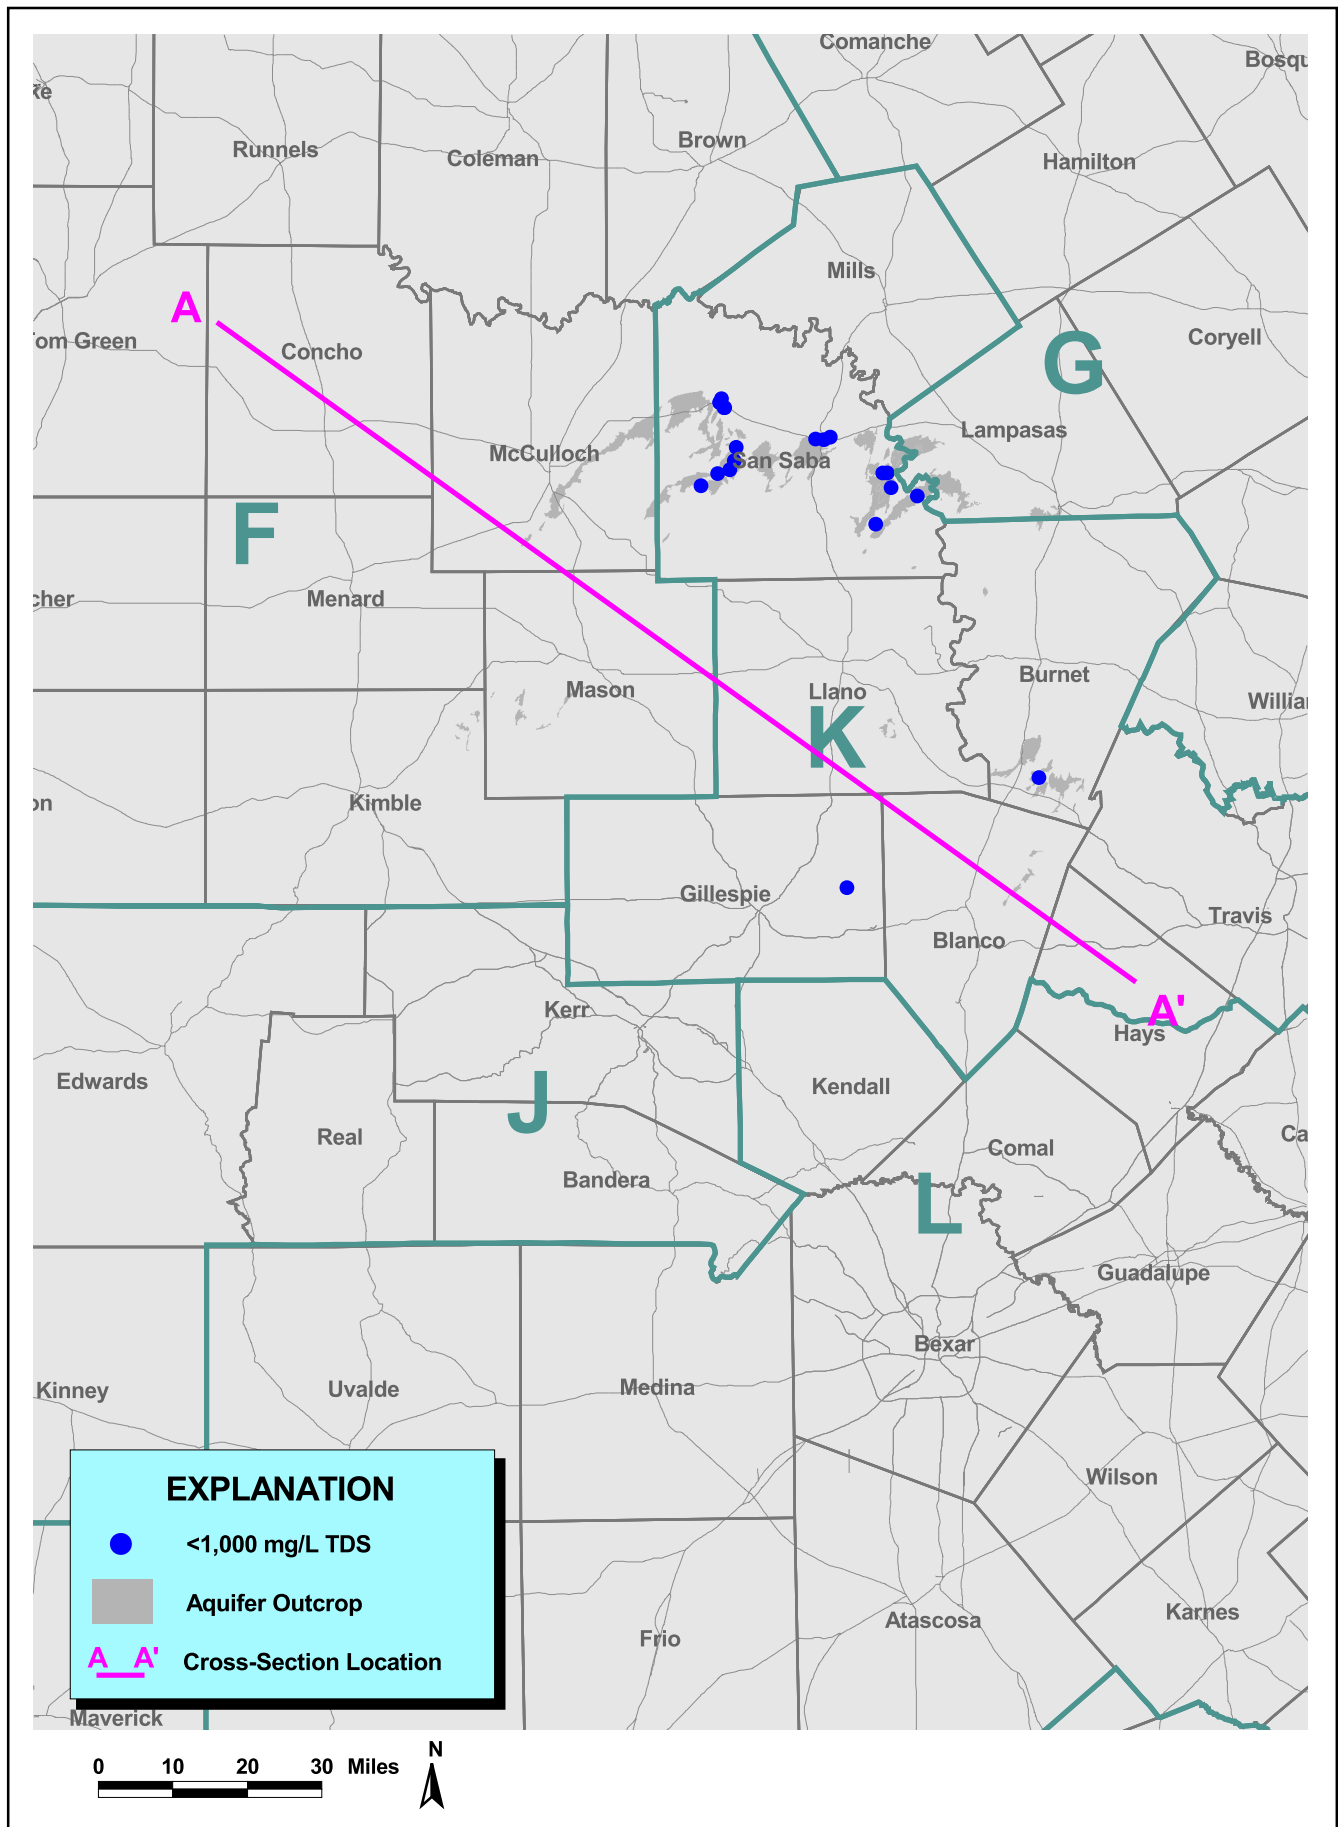 Comanche
Bosqu
ke
Runnels
Coleman
Brown
Hamilton
Mills
A
om Green
Concho
Coryell
G
Lampasas
McCulloch
San Saba
F
cher
Menard
Mason
Llano
Burnet
Willia
K
on
Kimble
Gillespie
Travis
Blanco
Kerr
A'
Hays
Edwards
J
Kendall
Real
Ca
Comal
Bandera
L
Guadalupe
Bexar
Kinney
Uvalde
Medina
Wilson
EXPLANATION
<1,000 mg/L TDS
Aquifer Outcrop
A A' Cross-Section Location
Karnes
Atascosa
Frio
Maverick
N
0 10 20 30 Miles